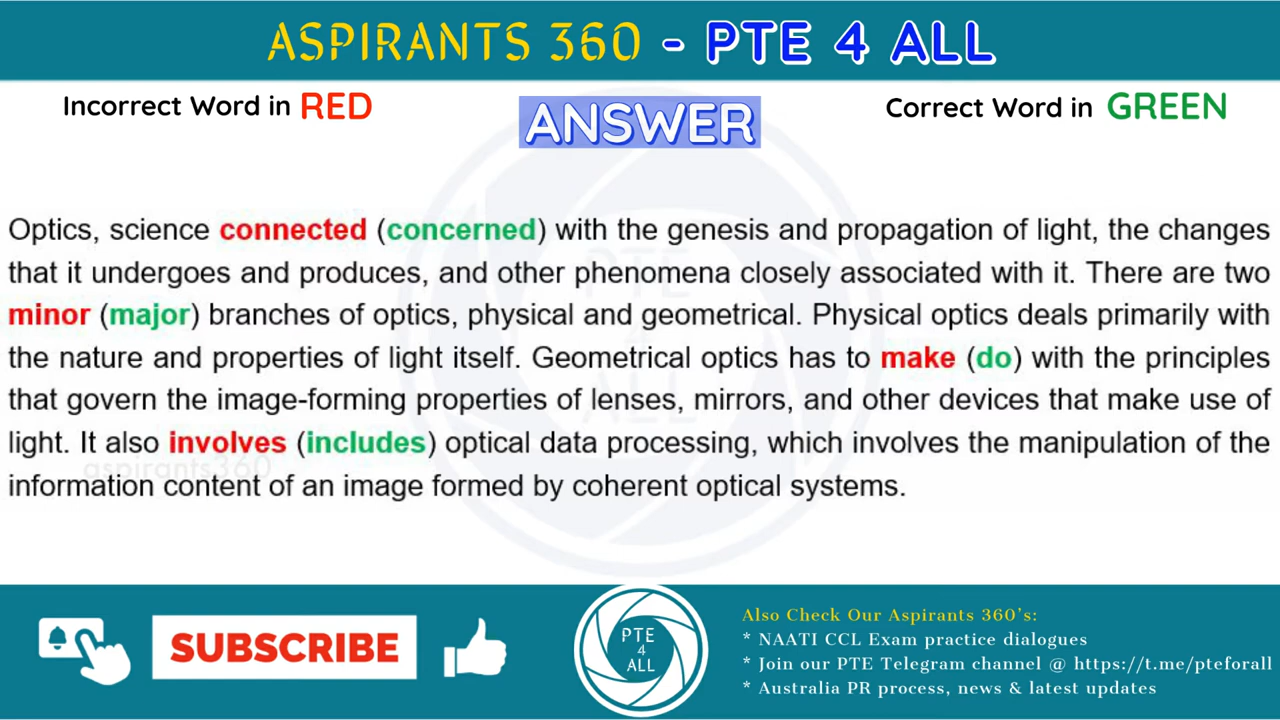 ASPIRANTS 360 - PTE 4 ALL
Incorrect Word in RED
ANSWER
Correct Word in GREEN
Optics, science connected (concerned) with the genesis and propagation of light, the changes
that it undergoes and produces, and other phenomena closely associated with it. There are two
minor (major) branches of optics, physical and geometrical. Physical optics deals primarily with
the nature and properties of light itself. Geometrical optics has to make (do) with the principles
that govern the image-forming properties of lenses, mirrors, and other devices that make use of
light. It also involves (includes) optical data processing, which involves the manipulation of the
aspirants360
information content of an image formed by coherent optical systems.
SUBSCRIBE
PTE
4
ALL
Also Check Our Aspirants 360's:
* NAATI CCL Exam practice dialogues
* Join our PTE Telegram channel @ https://t.me/pteforall
* Australia PR process, news & latest updates